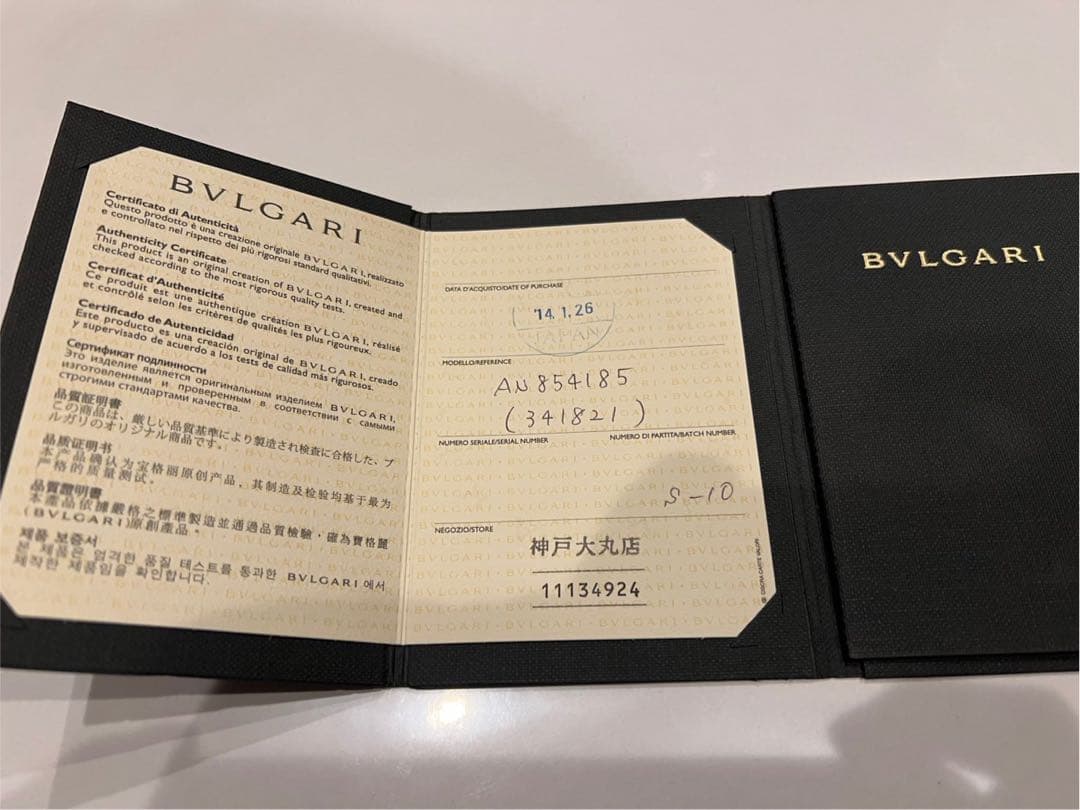 BVLGARI
Certificato di Autenticità
Questo prodotto è una creazione originale BVLGARI, realizzato
e controllato nel rispetto dei più rigorosi standard qualitativi.
Authenticity Certificate
This product is an original creation of BVLGARI, created and
checked according to the most rigorous quality tests.
Certificat d'Authenticité
Ce produit est une authentique création BVLGARI, réalisé
et contrôlé selon les critères de qualités les plus rigoureux.
Certificado de Autenticidad
Este producto es una creación original de BVLGARI, creado
y supervisado de acuerdo a los tests de calidad más rigurosos.
Сертификат подлинности
Это изделие является оригинальным изделием BVLGARI,
изготовленным и проверенным в соответствии с самыми
строгими стандартами качества.
品質証明書
この商品は、厳しい品質基準により製造され検査に合格した、ブ
ルガリのオリジナル商品です。
品质证明书
本产品确认为宝格丽原创产品，其制造及检验均基于最为
严格的质量测试。
品質證明書
本產品依據嚴格之標準製造並通過品質檢驗，確為寶格麗
(BVLGARI)原創產品。
제품 보증서
본 제품은 엄격한 품질 테스트를 통과한 BVLGARI 에서
제작한 제품임을 확인합니다.
DATA D'ACQUISTO/DATE OF PURCHASE
'14.1.26
JAPAN
MODELLO/REFERENCE
AN854185
(341821)
NUMERO SERIALE/SERIAL NUMBER NUMERO DI PARTITA/BATCH NUMBER
S-10
NEGOZIO/STORE
神戸大丸店
11134924
BVLGARI